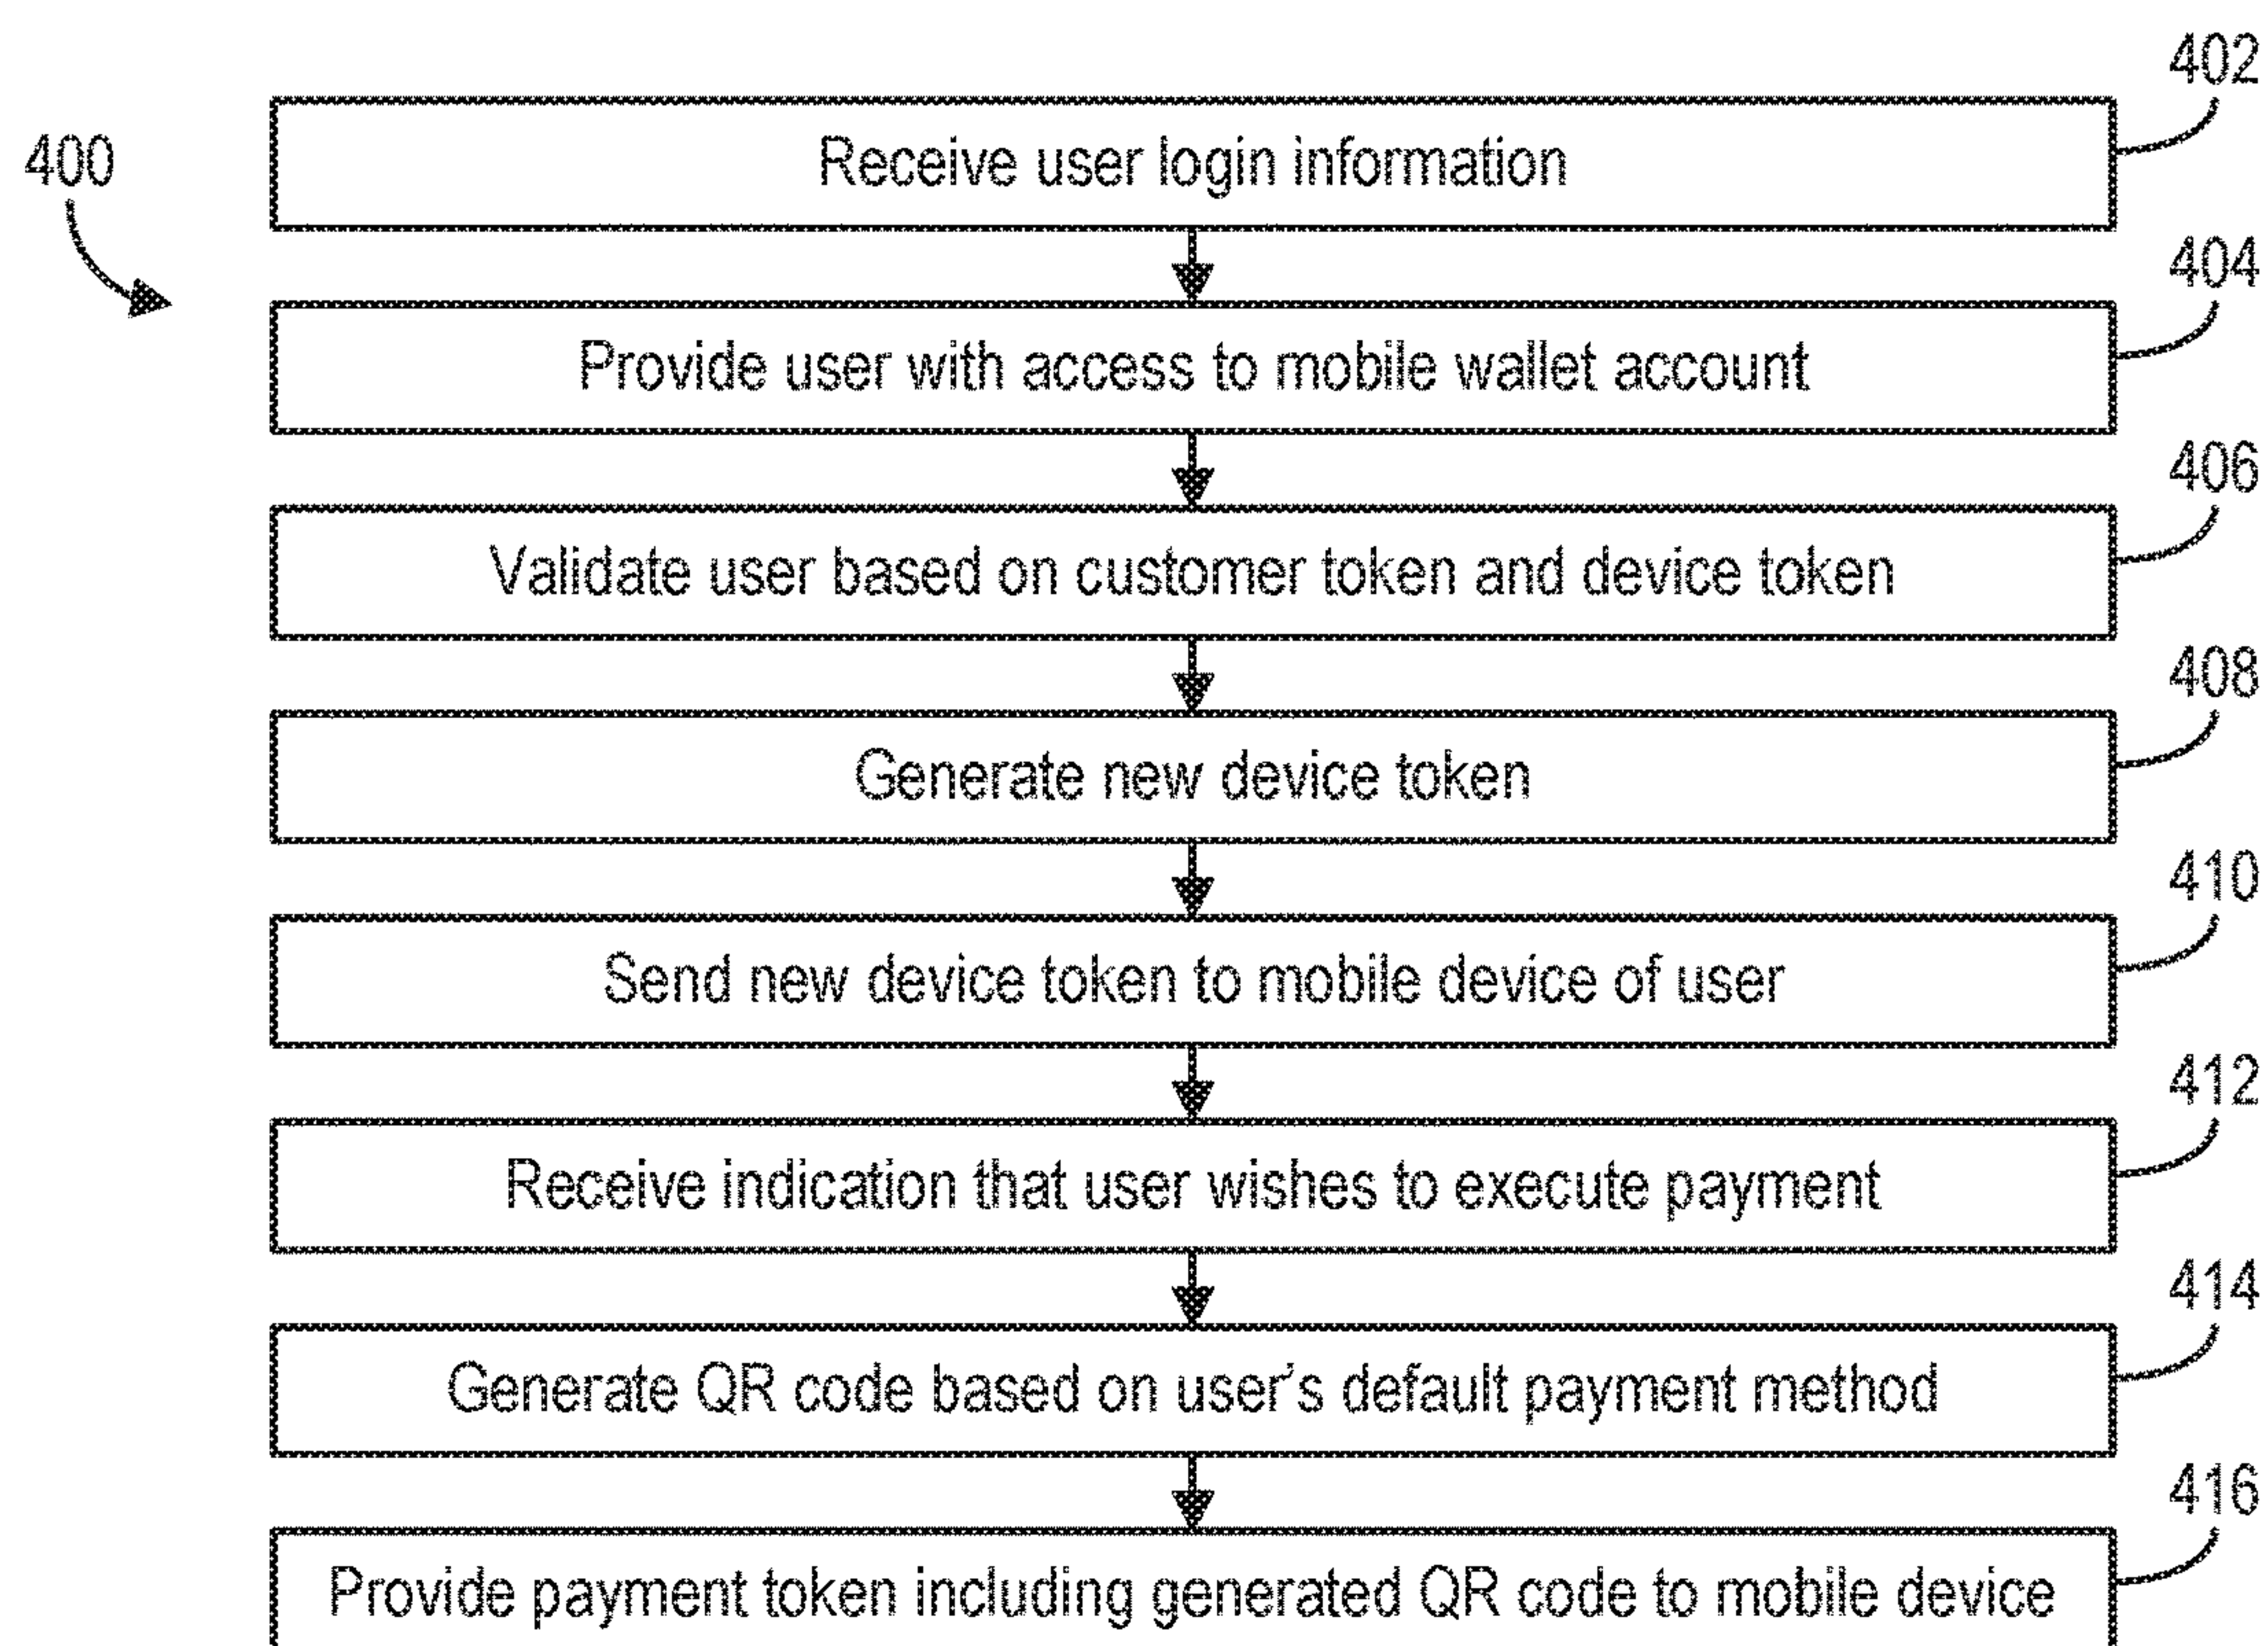 402
Receive user login information
400
404
Provide user with access to mobile wallet account
406
Validate user based on customer token and device token
408
Generate new device token
410
Send new device token to mobile device of user
412
Receive indication that user wishes to execute payment
414
Generate QR code based on user's default payment method
416
Provide payment token including generated QR code to mobile device